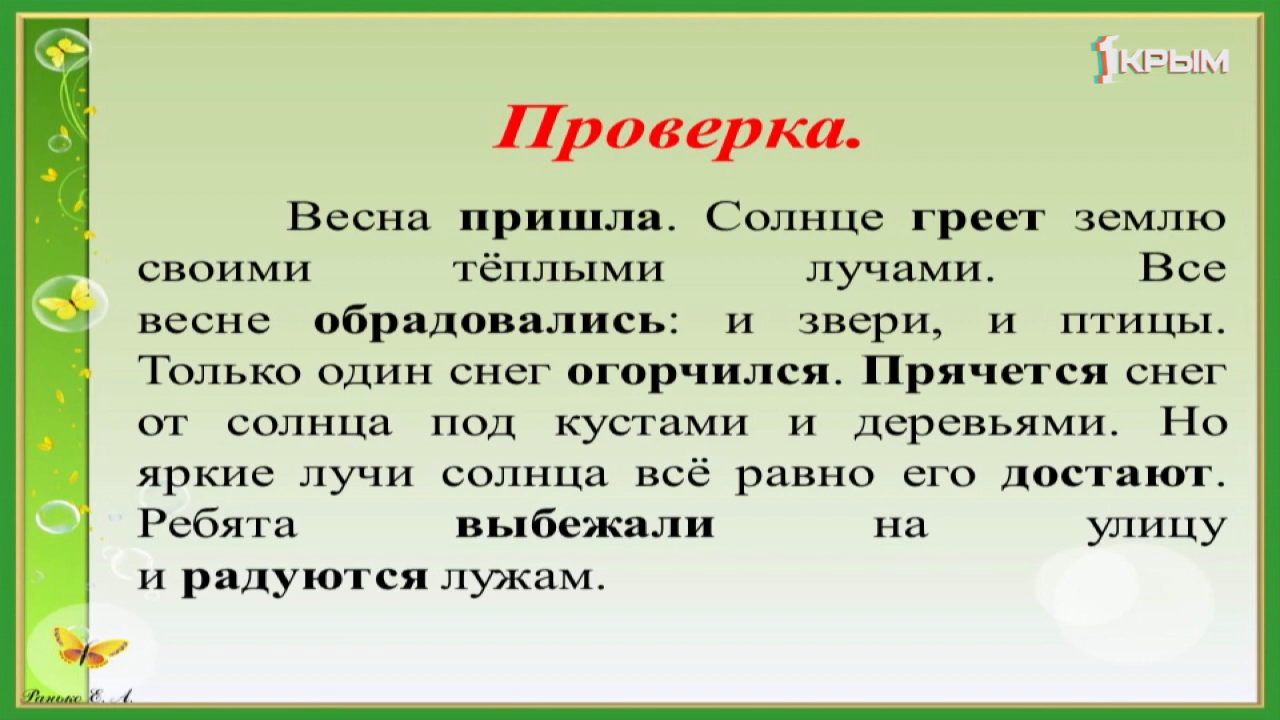 1КРЫМ
Проверка.
Весна пришла. Солнце греет землю
своими тёплыми лучами. Все
весне обрадовались: и звери, и птицы.
Только один снег огорчился. Прячется снег
от солнца под кустами и деревьями. Но
яркие лучи солнца всё равно его достают.
Ребята выбежали на улицу
и радуются лужам.
Ранько Е. А.